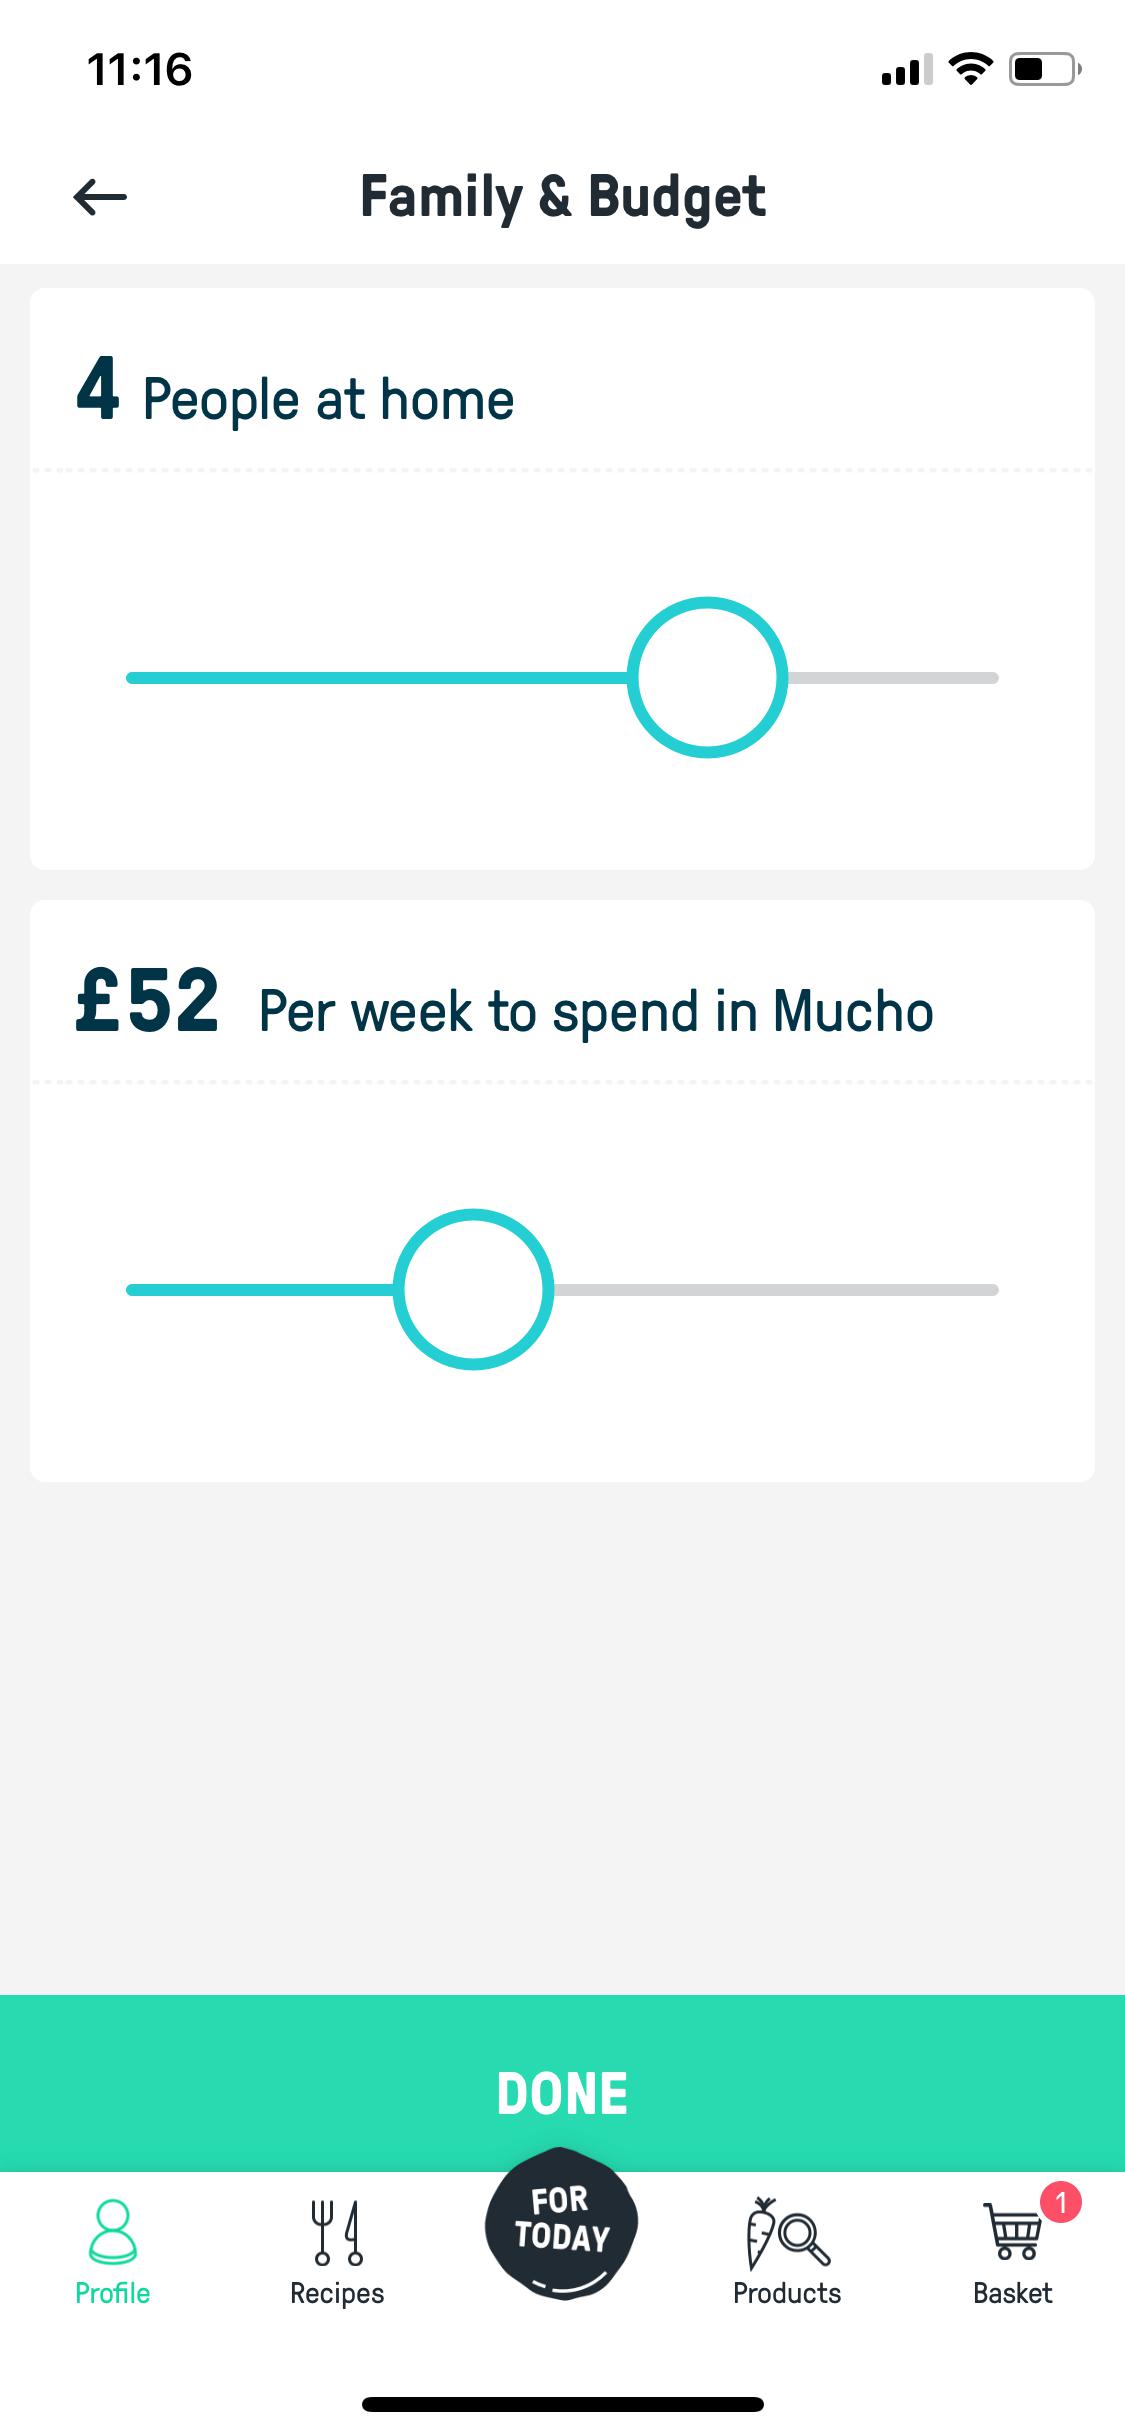 11:16
Family & Budget
4 People at home
£52 Per week to spend in Mucho
DONE
FOR
TODAY
Profile
Recipes
Products
Basket
1